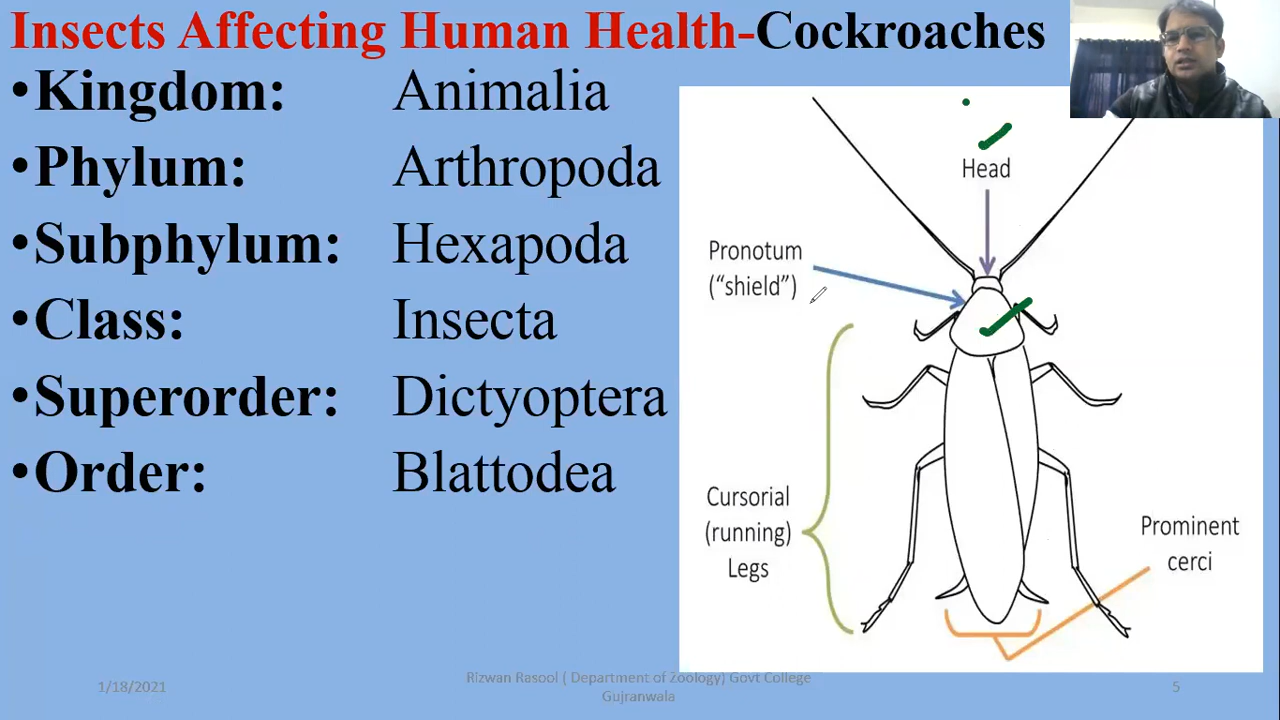 Insects Affecting Human Health-Cockroaches
•Kingdom: Animalia
•Phylum: Arthropoda
•Subphylum: Hexapoda
•Class: Insecta
•Superorder: Dictyoptera
•Order: Blattodea
Head
Pronotum
(“shield”)
Cursorial
(running)
Legs
Prominent
cerci
1/18/2021
Rizwan Rasool ( Department of Zoology) Govt College
Gujranwala
5